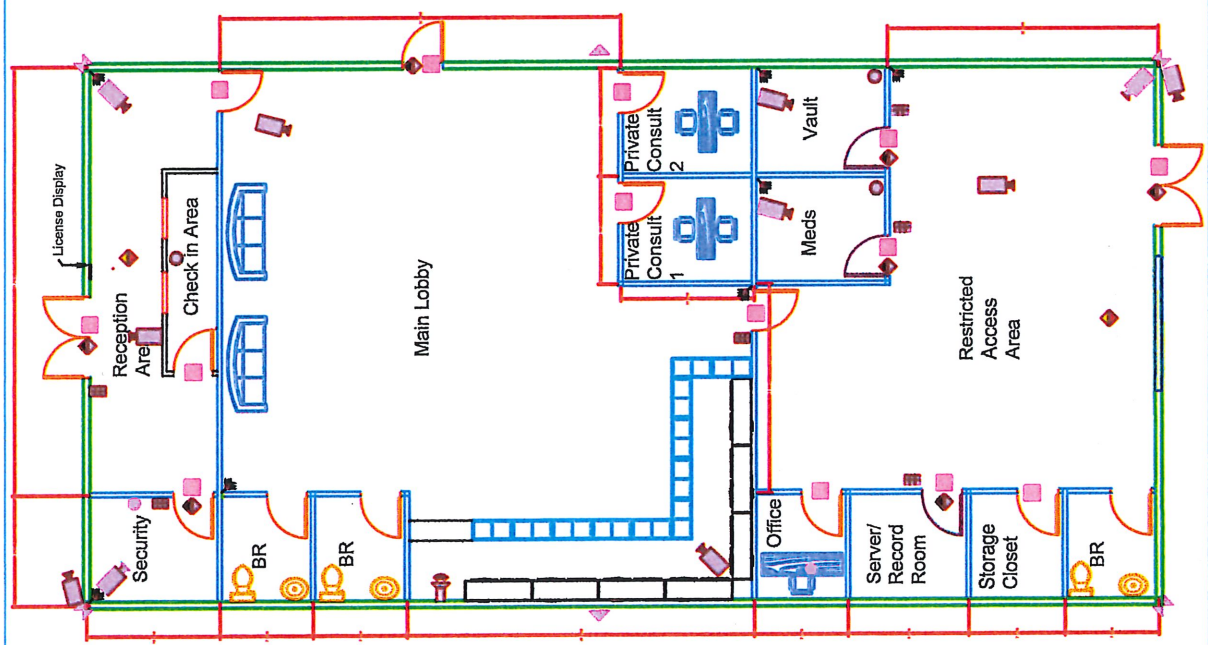 License Display
Reception
Area
Check in Area
Security
BR
BR
Main Lobby
Private
Consult
1
Private
Consult
2
Meds
Vault
Office
Server/
Record
Room
Storage
Closet
BR
Restricted
Access
Area